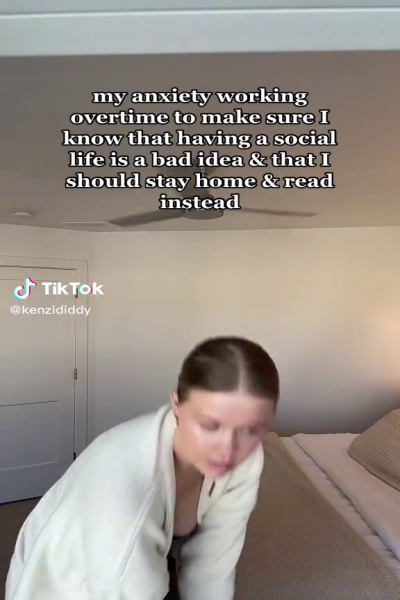 my anxiety working
overtime to make sure I
know that having a social
life is a bad idea & that I
should stay home & read
instead
TikTok
@kenzididdy